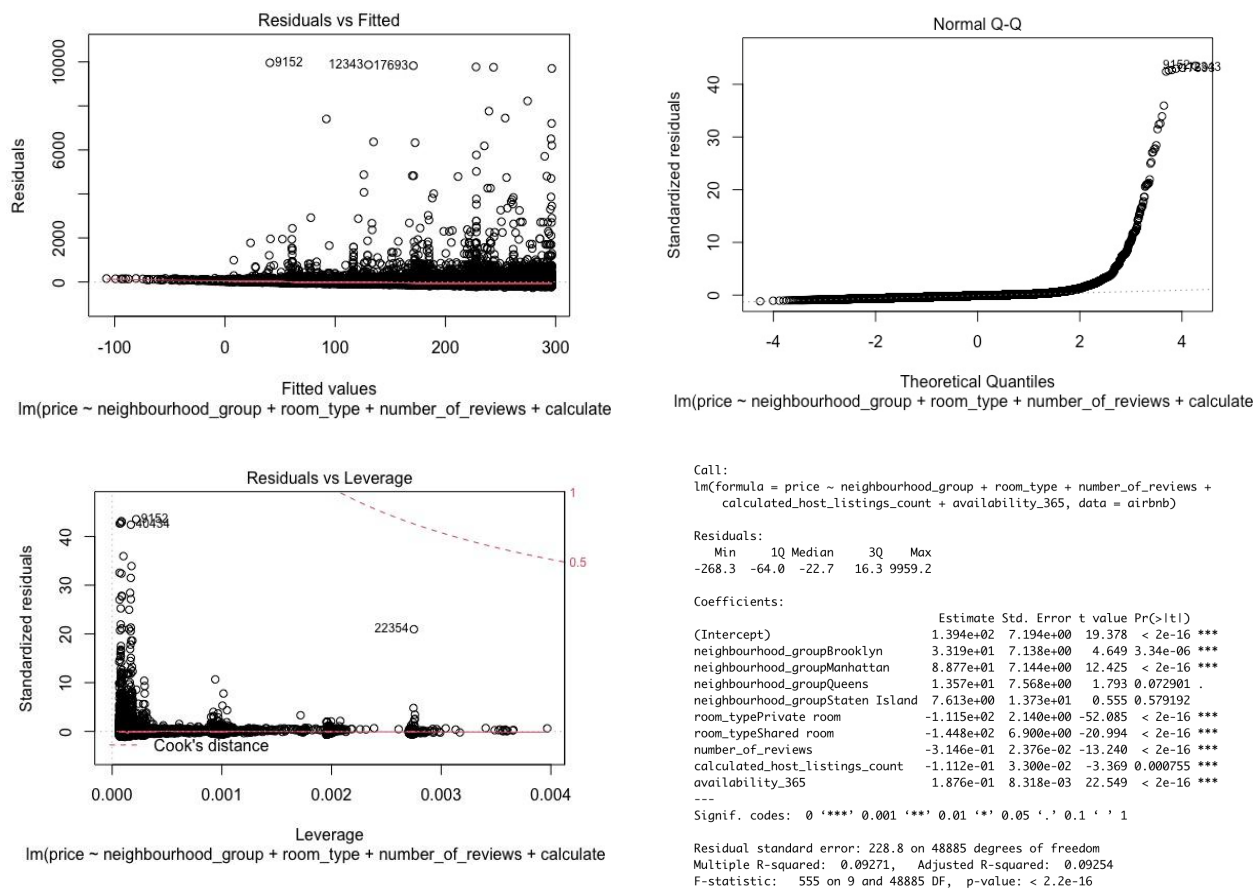 Residuals vs Fitted
Residuals
10000
6000
2000
0
9152
12343
17693
-100
0
100
200
300
Fitted values
lm(price ~ neighbourhood_group + room_type + number_of_reviews + calculate
Normal Q-Q
Standardized residuals
40
30
20
10
0
-4
-2
0
2
4
Theoretical Quantiles
lm(price ~ neighbourhood_group + room_type + number_of_reviews + calculate
Residuals vs Leverage
Standardized residuals
40
30
20
10
0
9152
40434
22354
1
0.5
Cook's distance
0.000
0.001
0.002
0.003
0.004
Leverage
lm(price ~ neighbourhood_group + room_type + number_of_reviews + calculate
Call:
lm(formula = price ~ neighbourhood_group + room_type + number_of_reviews +
calculated_host_listings_count + availability_365, data = airbnb)
Residuals:
Min 1Q Median 3Q Max
-268.3 -64.0 -22.7 16.3 9959.2
Coefficients:
Estimate Std. Error t value Pr(>|t|)
(Intercept) 1.394e+02 7.194e+00 19.378 < 2e-16 ***
neighbourhood_groupBrooklyn 3.319e+01 7.138e+00 4.649 3.34e-06 ***
neighbourhood_groupManhattan 8.877e+01 7.144e+00 12.425 < 2e-16 ***
neighbourhood_groupQueens 1.357e+01 7.568e+00 1.793 0.072901 .
neighbourhood_groupStaten Island 7.613e+00 1.373e+01 0.555 0.579192
room_typePrivate room -1.115e+02 2.140e+00 -52.085 < 2e-16 ***
room_typeShared room -1.448e+02 6.900e+00 -20.994 < 2e-16 ***
number_of_reviews -3.146e-01 2.376e-02 -13.240 < 2e-16 ***
calculated_host_listings_count -1.112e-01 3.300e-02 -3.369 0.000755 ***
availability_365 1.876e-01 8.318e-03 22.549 < 2e-16 ***
---
Signif. codes: 0 ‘***’ 0.001 ‘**’ 0.01 ‘*’ 0.05 ‘.’ 0.1 ‘ ’ 1
Residual standard error: 228.8 on 48885 degrees of freedom
Multiple R-squared: 0.09271, Adjusted R-squared: 0.09254
F-statistic: 555 on 9 and 48885 DF, p-value: < 2.2e-16